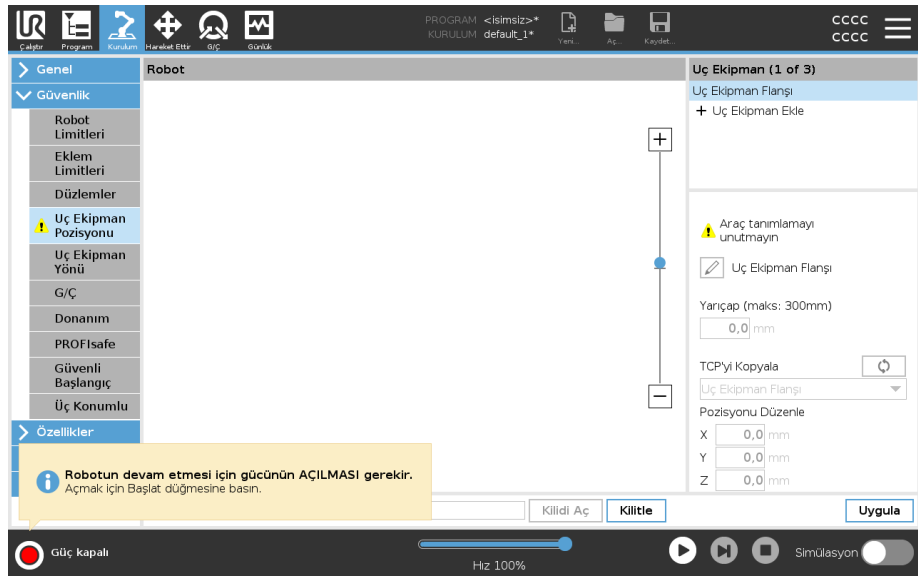 PROGRAM <isimsiz>*
KURULUM default_1*
Çalıştır
Program
Kurulum
Hareket Ettir
G/Ç
Günlük
Yeni...
Aç...
Kaydet...
cccc
cccc
Genel
Güvenlik
Robot
Limitleri
Eklem
Limitleri
Düzlemler
Uç Ekipman
Pozisyonu
Uç Ekipman
Yönü
G/Ç
Donanım
PROFIsafe
Güvenli
Başlangıç
Üç Konumlu
Özellikler
Robot
Uç Ekipman (1 of 3)
Uç Ekipman Flanşı
+ Uç Ekipman Ekle
Araç tanımlamayı
unutmayın
Uç Ekipman Flanşı
Yarıçap (maks: 300mm)
0,0 mm
TCP'yi Kopyala
Uç Ekipman Flanşı
Pozisyonu Düzenle
X 0,0 mm
Y 0,0 mm
Z 0,0 mm
Robotun devam etmesi için gücünün AÇILMASI gerekir.
Açmak için Başlat düğmesine basın.
Kilidi Aç
Kilitle
Uygula
Güç kapalı
Hız 100%
Simülasyon